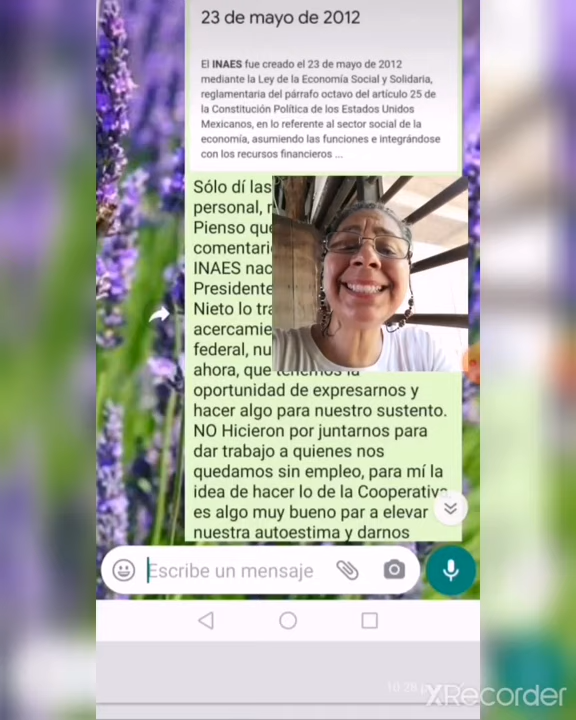 23 de mayo de 2012
El INAES fue creado el 23 de mayo de 2012
mediante la Ley de la Economía Social y Solidaria,
reglamentaria del párrafo octavo del artículo 25 de
la Constitución Política de los Estados Unidos
Mexicanos, en lo referente al sector social de la
economía, asumiendo las funciones e integrándose
con los recursos financieros ...
Sólo dí las
personal,
Pienso que
comentari
INAES nac
Presidente
Nieto lo tra
acercamie
federal, nu
ahora, que tenemos la
oportunidad de expresarnos y
hacer algo para nuestro sustento.
NO Hicieron por juntarnos para
dar trabajo a quienes nos
quedamos sin empleo, para mí la
idea de hacer lo de la Cooperativa
es algo muy bueno par a elevar
nuestra autoestima y darnos
Escribe un mensaje
16:28
XRecorder